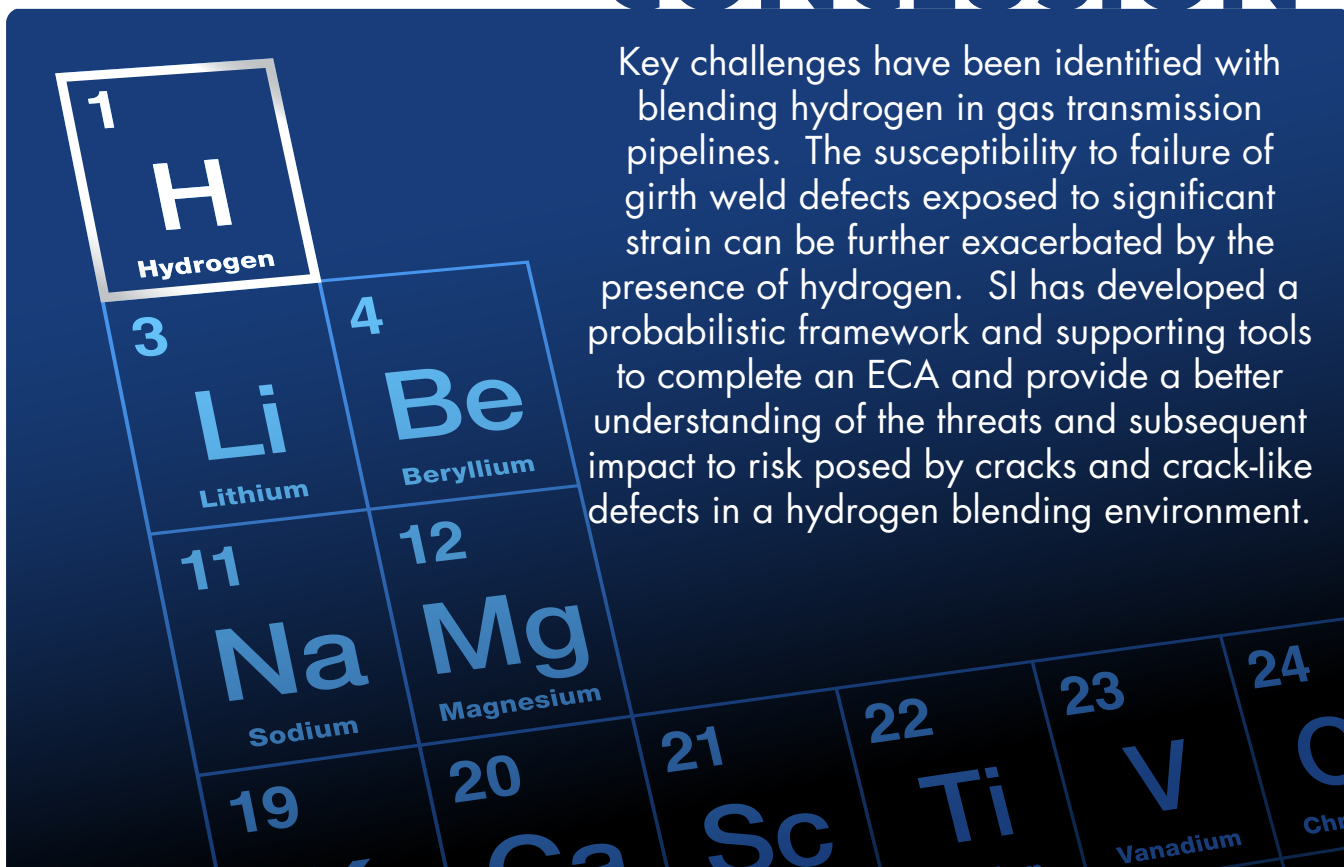 Key challenges have been identified with
blending hydrogen in gas transmission
pipelines. The susceptibility to failure of
girth weld defects exposed to significant
strain can be further exacerbated by the
presence of hydrogen. SI has developed a
probabilistic framework and supporting tools
to complete an ECA and provide a better
understanding of the threats and subsequent
impact to risk posed by cracks and crack-like
defects in a hydrogen blending environment.
1
H
Hydrogen
3
Li
Lithium
4
Be
Beryllium
11
Na
Sodium
12
Mg
Magnesium
19
20
Ca
21
Sc
22
Ti
23
V
Vanadium
24